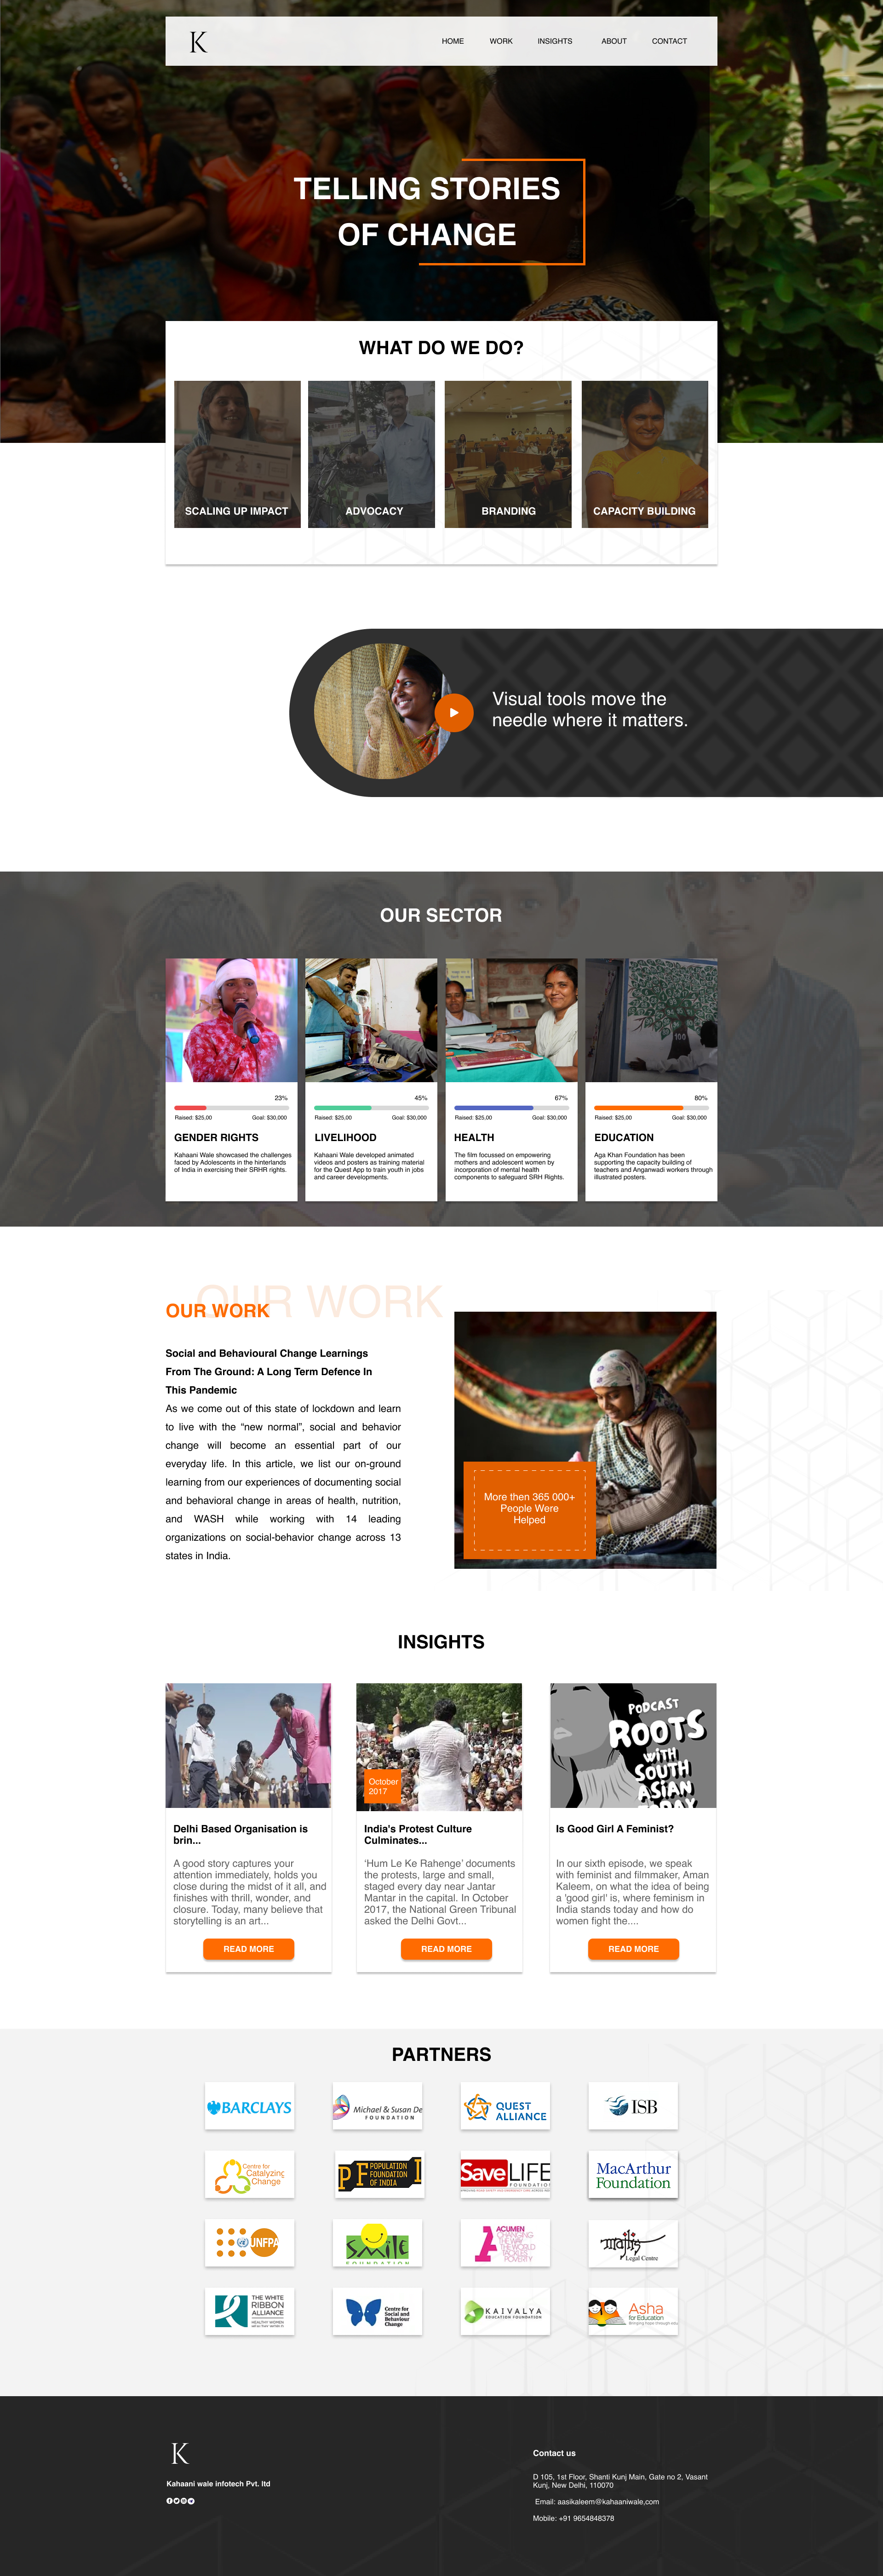 K
HOME WORK INSIGHTS ABOUT CONTACT
TELLING STORIES
OF CHANGE
WHAT DO WE DO?
SCALING UP IMPACT
ADVOCACY
BRANDING
CAPACITY BUILDING
Visual tools move the
needle where it matters.
OUR SECTOR
23%
Raised: $25,00 Goal: $30,000
GENDER RIGHTS
Kahaani Wale showcased the challenges
faced by Adolescents in the hinterlands
of India in exercising their SRHR rights.
45%
Raised: $25,00 Goal: $30,000
LIVELIHOOD
Kahaani Wale developed animated
videos and posters as training material
for the Quest App to train youth in jobs
and career developments.
67%
Raised: $25,00 Goal: $30,000
HEALTH
The film focussed on empowering
mothers and adolescent women by
incorporation of mental health
components to safeguard SRH Rights.
100
80%
Raised: $25,00 Goal: $30,000
EDUCATION
Aga Khan Foundation has been
supporting the capacity building of
teachers and Anganwadi workers through
illustrated posters.
OUR WORK
OUR WORK
Social and Behavioural Change Learnings
From The Ground: A Long Term Defence In
This Pandemic
As we come out of this state of lockdown and learn
to live with the “new normal”, social and behavior
change will become an essential part of our
everyday life. In this article, we list our on-ground
learning from our experiences of documenting social
and behavioral change in areas of health, nutrition,
and WASH while working with 14 leading
organizations on social-behavior change across 13
states in India.
More then 365 000+
People Were
Helped
INSIGHTS
Delhi Based Organisation is
brin...
A good story captures your
attention immediately, holds you
close during the midst of it all, and
finishes with thrill, wonder, and
closure. Today, many believe that
storytelling is an art...
READ MORE
October
2017
India's Protest Culture
Culminates...
'Hum Le Ke Rahenge' documents
the protests, large and small,
staged every day near Jantar
Mantar in the capital. In October
2017, the National Green Tribunal
asked the Delhi Govt...
READ MORE
PODCAST
ROOTS
WITH
SOUTH
ASIAN
TODAY
Is Good Girl A Feminist?
In our sixth episode, we speak
with feminist and filmmaker, Aman
Kaleem, on what the idea of being
a 'good girl' is, where feminism in
India stands today and how do
women fight the....
READ MORE
PARTNERS
BARCLAYS
Michael & Susan De
FOUNDATION
QUEST
ALLIANCE
ISB
Centre for
Catalyzing
Change
PFI
POPULATION
FOUNDATION
OF INDIA
SaveLIFE
FOUNDATION
MacArthur
Foundation
UNFPA
SMILE
FOUNDATION
ACUMEN
CHANGING
THE WAY
THE WORLD
TACKLES
POVERTY
majlis
Legal Centre
THE WHITE
RIBBON
ALLIANCE
Centre for
Social and
Behaviour
Change
KAIVALYA
EDUCATION FOUNDATION
Asha
for Education
K
Kahaani wale infotech Pvt. ltd
Contact us
D 105, 1st Floor, Shanti Kunj Main, Gate no 2, Vasant
Kunj, New Delhi, 110070
Email: aasikaleem@kahaaniwale,com
Mobile: +91 9654848378